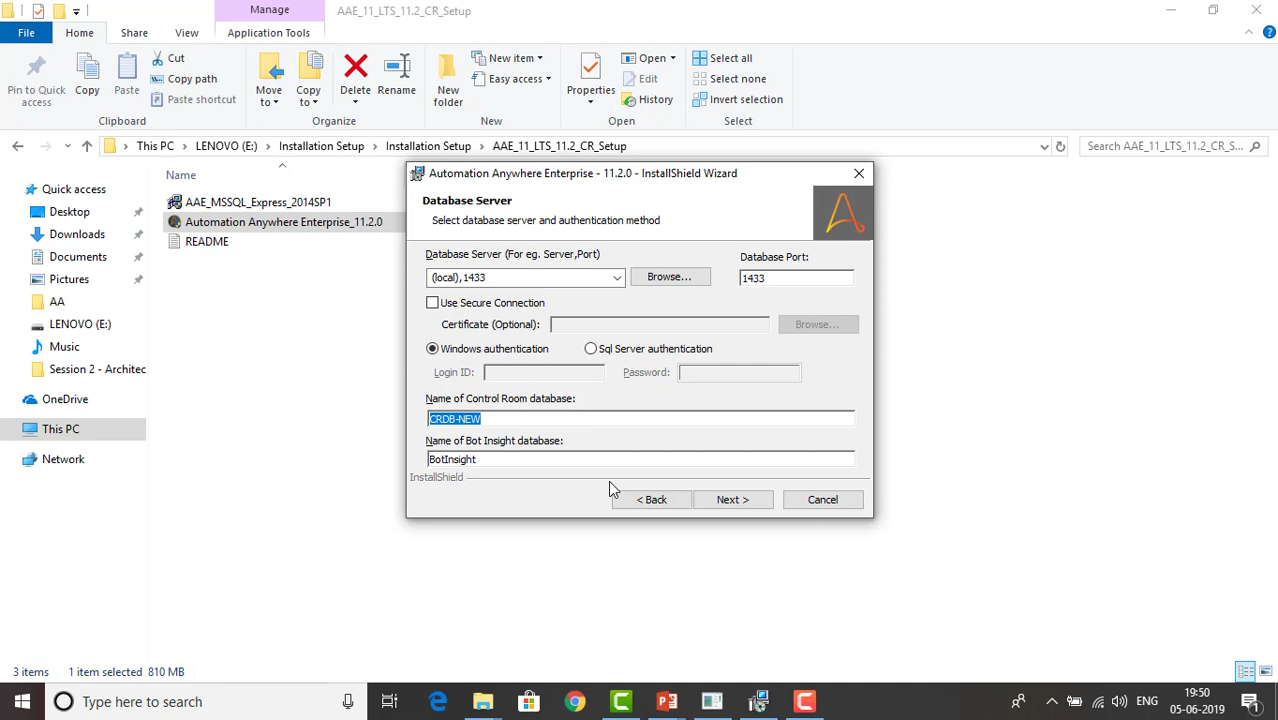 Manage
AAE_11_LTS_11.2_CR_Setup
File
Home
Share
View
Application Tools
Pin to Quick access
Copy
Paste
Cut
Copy path
Paste shortcut
Clipboard
Move to
Copy to
Delete
Rename
Organize
New folder
New item
Easy access
New
Properties
Open
Edit
History
Open
Select all
Select none
Invert selection
Select
This PC > LENOVO (E:) > Installation Setup > Installation Setup > AAE_11_LTS_11.2_CR_Setup
Search AAE_11_LTS_11.2_CR_S...
Quick access
Desktop
Downloads
Documents
Pictures
AA
LENOVO (E:)
Music
Session 2 - Architec
OneDrive
This PC
Network
Name
AAE_MSSQL_Express_2014SP1
Automation Anywhere Enterprise_11.2.0
README
Automation Anywhere Enterprise - 11.2.0 - InstallShield Wizard
Database Server
Select database server and authentication method
Database Server (For eg. Server,Port)
Database Port:
(local),1433
Browse...
1433
Use Secure Connection
Certificate (Optional):
Browse...
Windows authentication
Sql Server authentication
Login ID:
Password:
Name of Control Room database:
CRDB-NEW
Name of Bot Insight database:
BotInsight
InstallShield
< Back
Next >
Cancel
3 items
1 item selected 810 MB
Type here to search
ENG
19:50
05-06-2019
1